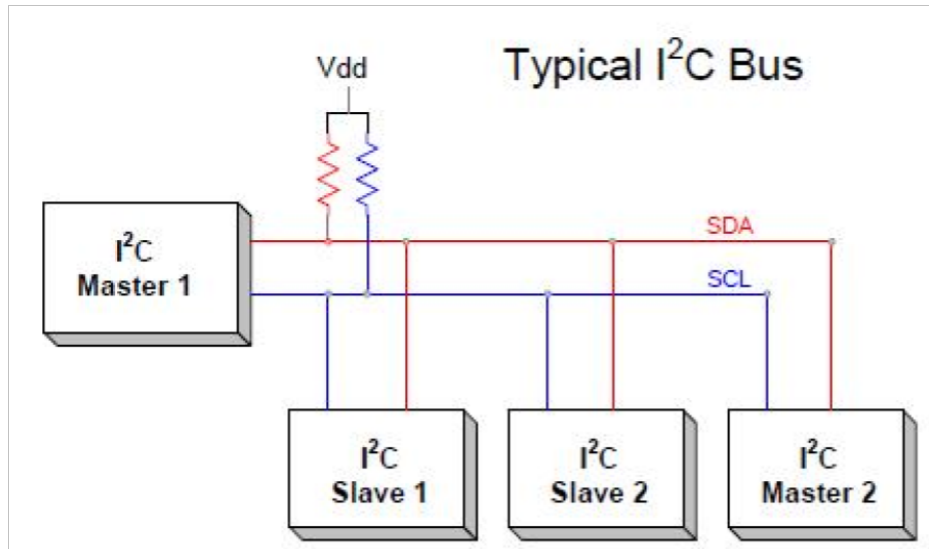 Typical I²C Bus
Vdd
SDA
I²C
Master 1
SCL
I²C
Slave 1
I²C
Slave 2
I²C
Master 2